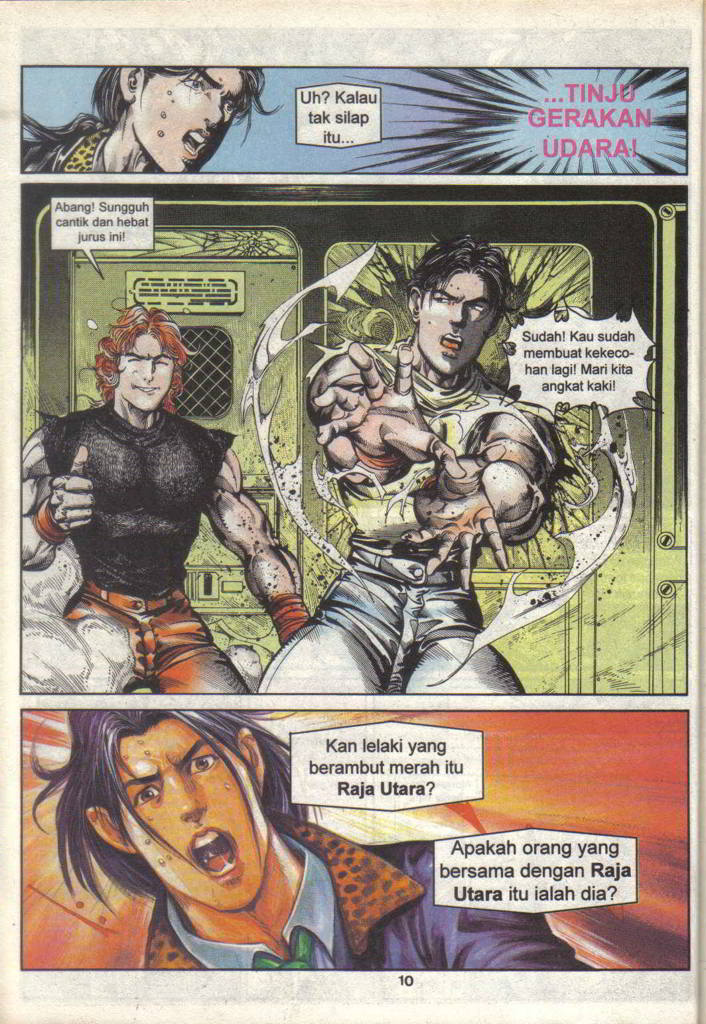 Uh? Kalau
tak silap
itu...
...TINJU
GERAKAN
UDARA!
Abang! Sungguh
cantik dan hebat
jurus ini!
Sudah! Kau sudah
membuat kekeco-
han lagi! Mari kita
angkat kaki!
Kan lelaki yang
berambut merah itu
Raja Utara?
Apakah orang yang
bersama dengan Raja
Utara itu ialah dia?
10